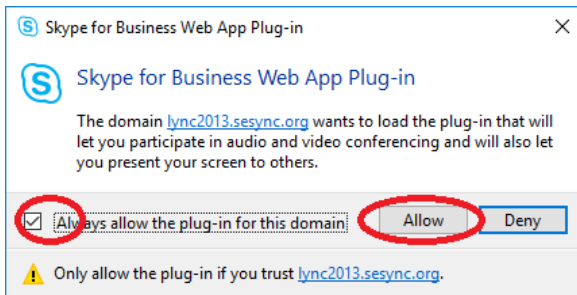 Skype for Business Web App Plug-in
Skype for Business Web App Plug-in
The domain lync2013.sesync.org wants to load the plug-in that will
let you participate in audio and video conferencing and will also let
you present your screen to others.
Always allow the plug-in for this domain Allow Deny
Only allow the plug-in if you trust lync2013.sesync.org.